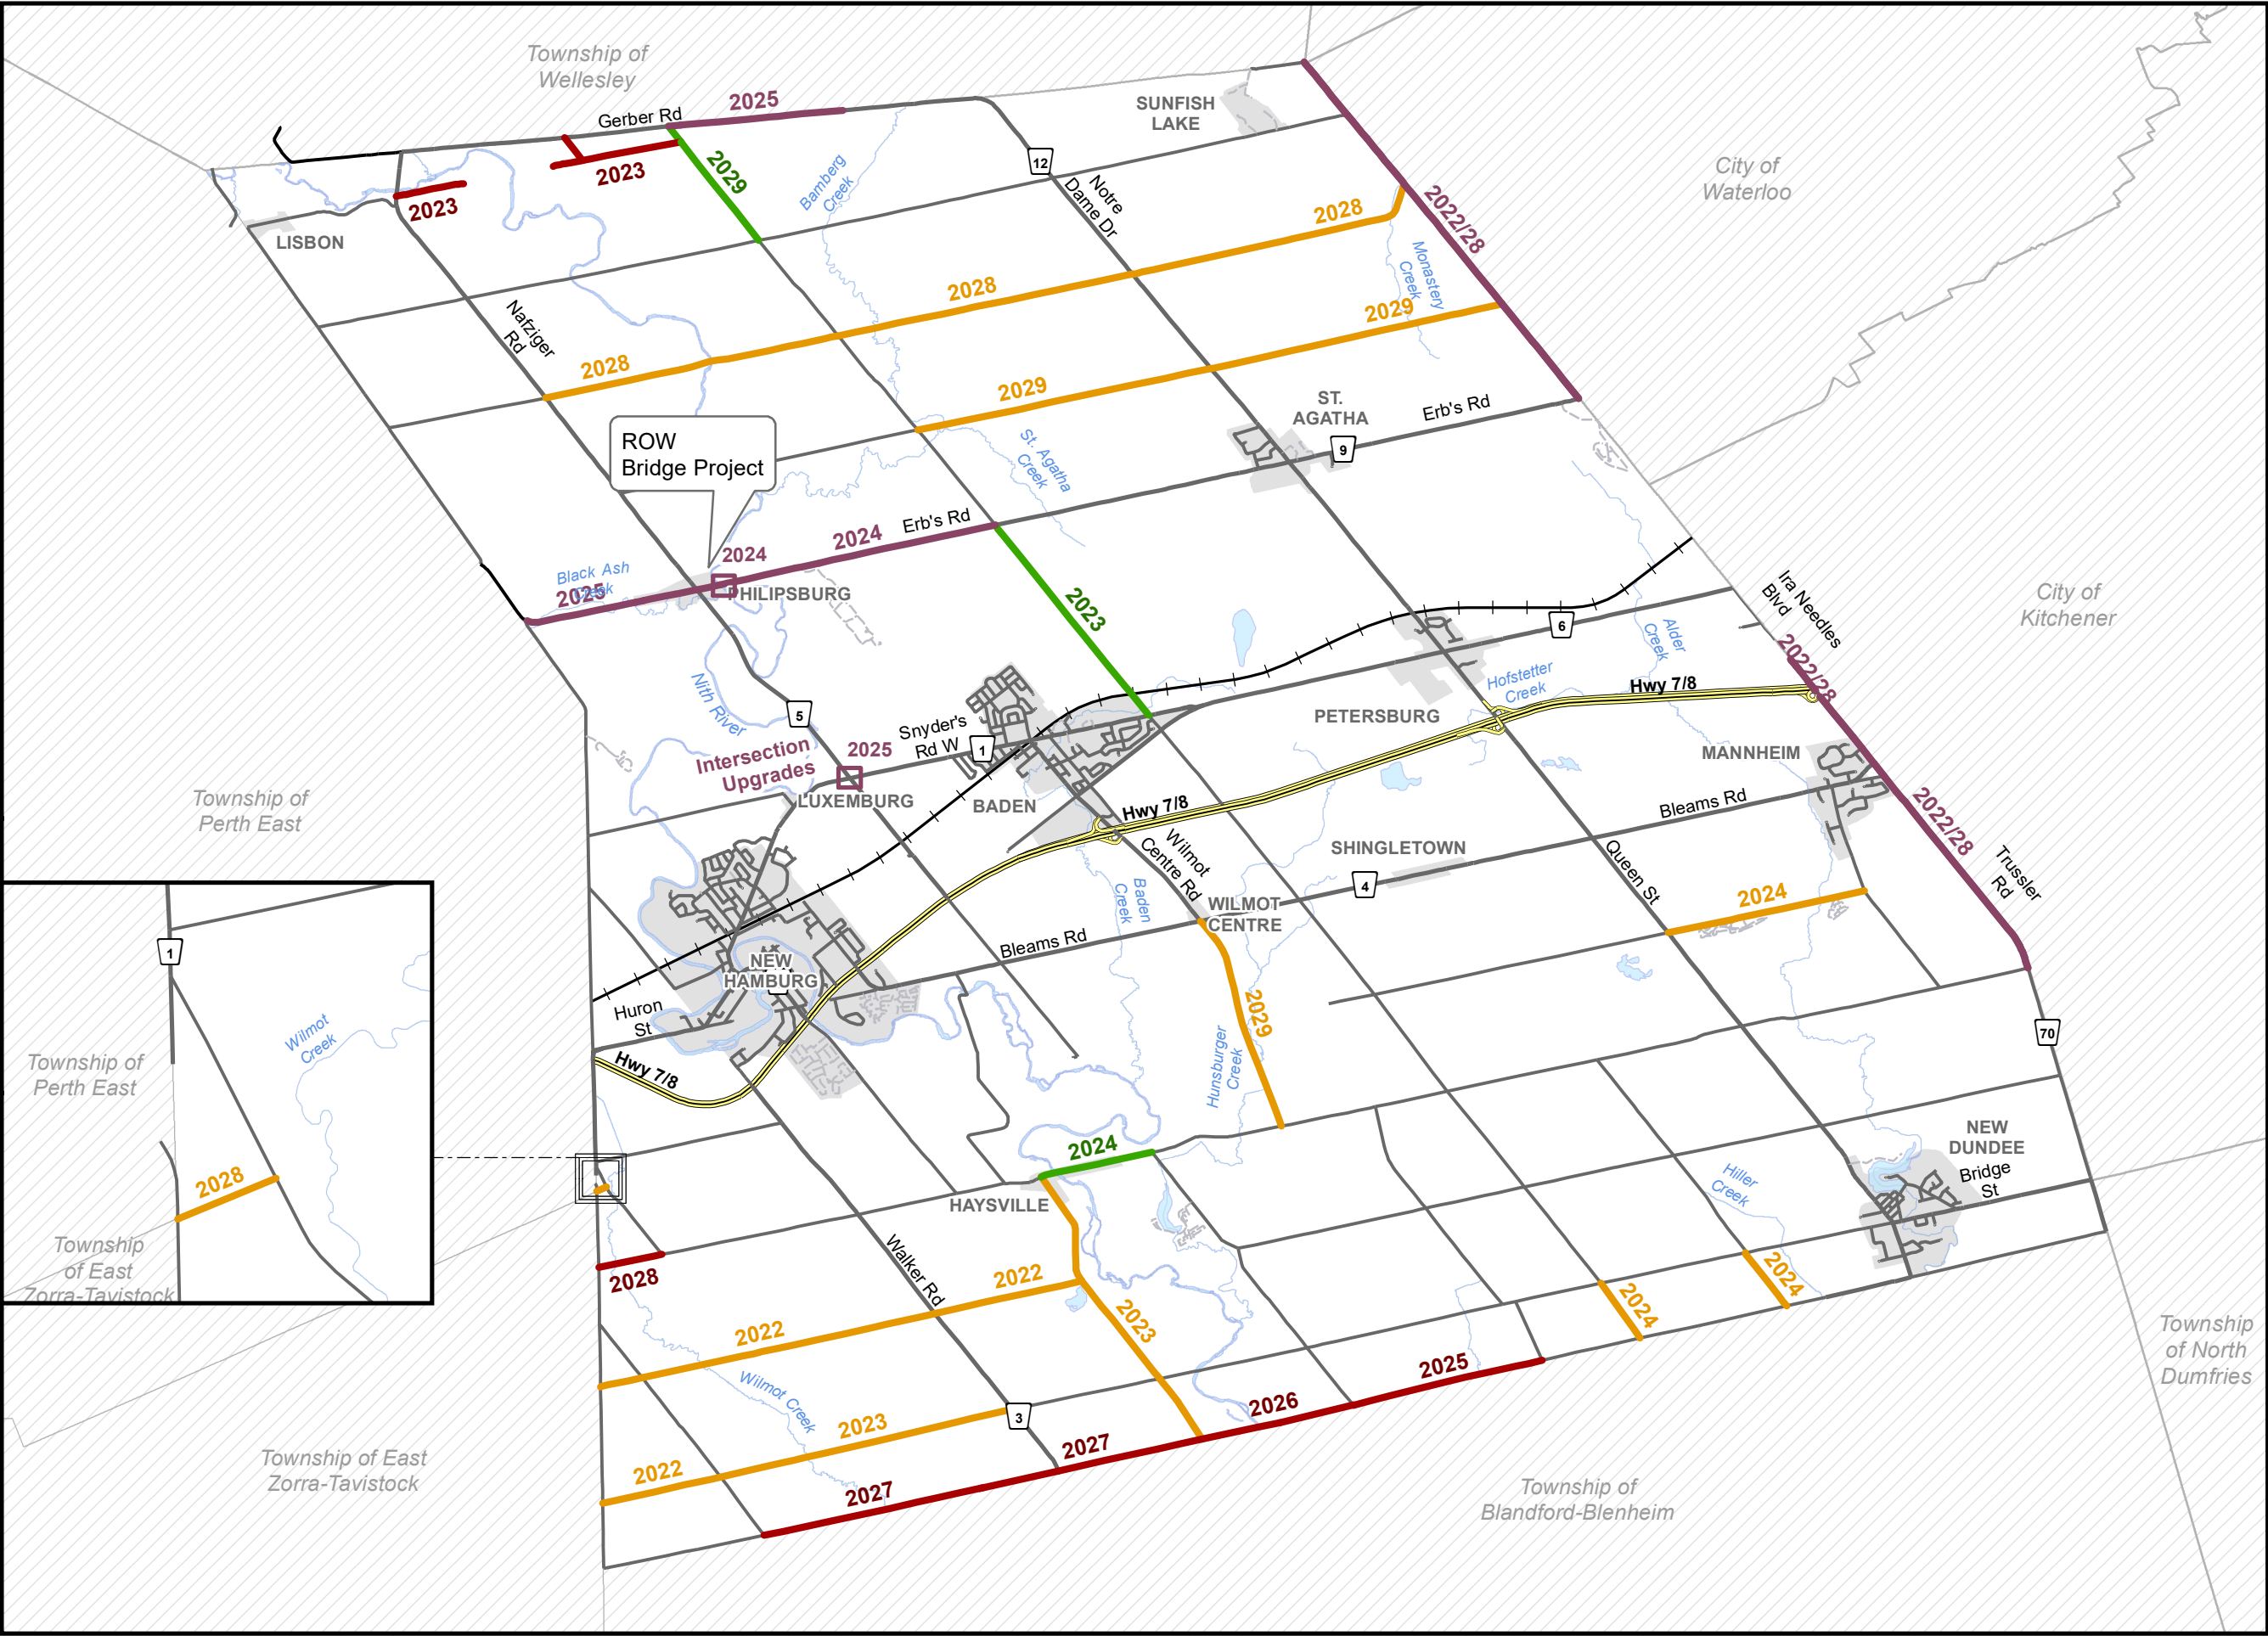 Township of
Wellesley
Gerber Rd
2025
SUNFISH
LAKE
12
City of
Waterloo
2023
2029
Bamberg
Creek
Notre
Dame Dr
2023
LISBON
2028
2022/28
Monastery
Creek
2028
2029
Nafziger
Rd
2028
2029
ST.
AGATHA
Erb's Rd
9
ROW
Bridge Project
St. Agatha
Creek
Erb's Rd
2024
2024
Black Ash
Creek
2025
PHILIPSBURG
2023
Ira Needles
Blvd
City of
Kitchener
6
Alder
Creek
2022/28
Hofstetter
Creek
Hwy 7/8
Nith River
5
Snyder's
Rd W
1
PETERSBURG
Intersection
Upgrades
2025
MANNHEIM
LUXEMBURG
BADEN
Hwy 7/8
Bleams Rd
2022/28
Township of
Perth East
Wilmot
Centre Rd
SHINGLETOWN
Queen St
Trussler
Rd
4
Baden
Creek
WILMOT
CENTRE
2024
Bleams Rd
NEW
HAMBURG
1
Wilmot
Creek
Huron
St
2029
70
Township of
Perth East
Hwy 7/8
Hunsburger
Creek
2024
NEW
DUNDEE
Bridge
St
Hiller
Creek
2028
HAYSVILLE
Township
of East
Zorra-Tavistock
2028
Walker Rd
2022
2024
2024
2022
2023
Township
of North
Dumfries
2025
Wilmot Creek
2026
3
2023
2027
Township of East
Zorra-Tavistock
2022
2027
Township of
Blandford-Blenheim